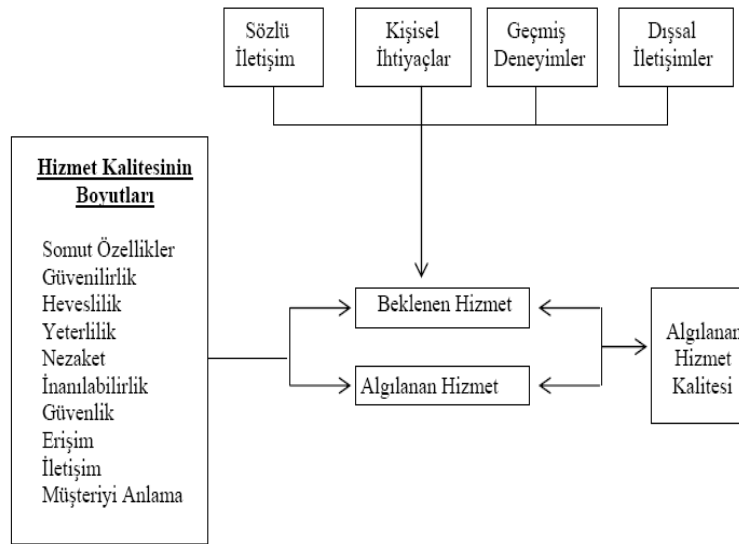 Sözlü
İletişim
Kişisel
İhtiyaçlar
Geçmiş
Deneyimler
Dışsal
İletişimler
Hizmet Kalitesinin
Boyutları
Somut Özellikler
Güvenilirlik
Heveslilik
Yeterlilik
Nezaket
İnanılabilirlik
Güvenlik
Erişim
İletişim
Müşteriyi Anlama
Beklenen Hizmet
Algılanan Hizmet
Algılanan
Hizmet
Kalitesi